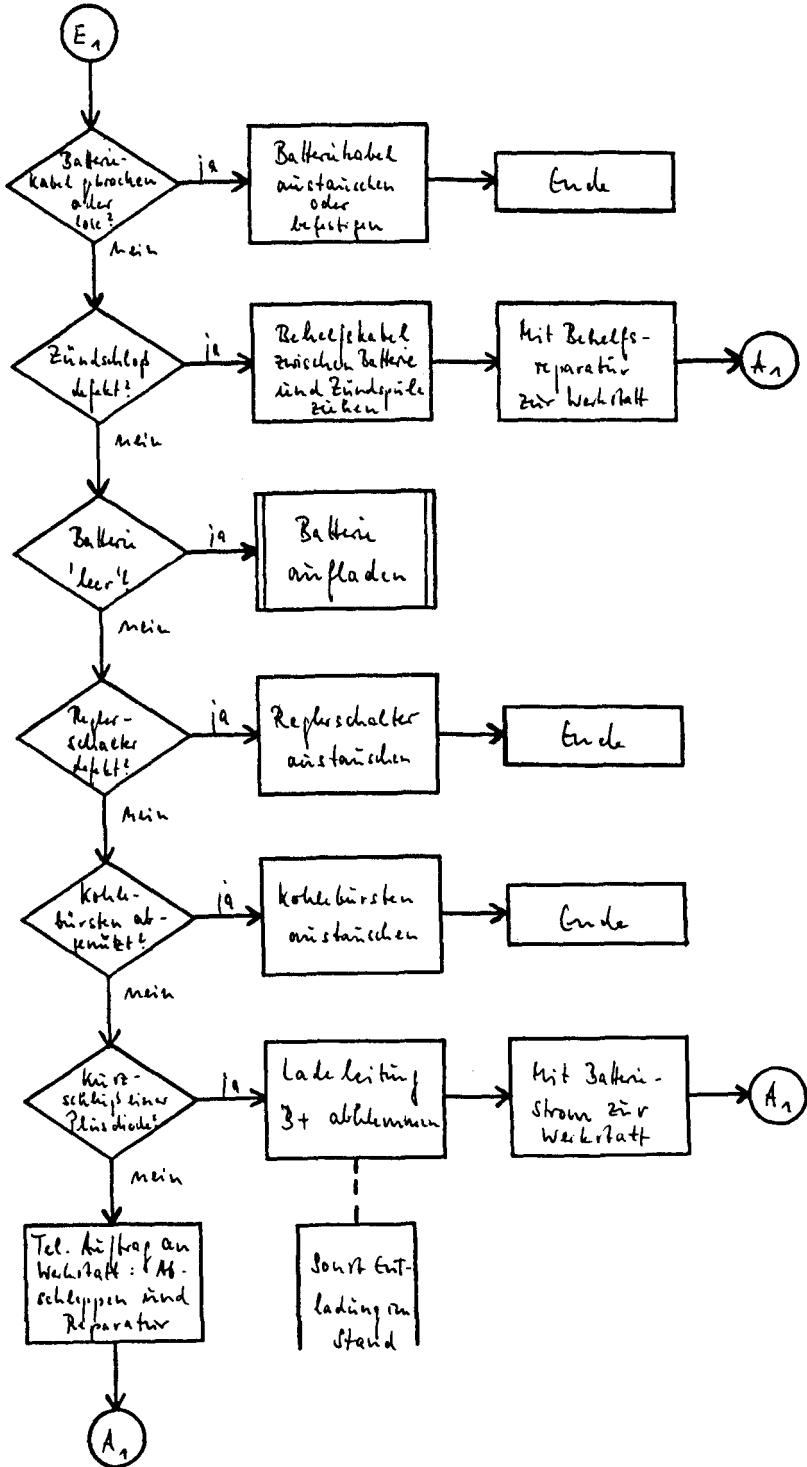 E₁
Batterie-
kabel gebrochen
oder
lose?
ja
Batteriekabel
austauschen
oder
befestigen
Ende
nein
Zündschloß
defekt?
ja
Behelfskabel
zwischen Batterie
und Zündspule
ziehen
Mit Behelfs-
reparatur
zur Werkstatt
A₁
nein
Batterie
'leer'?
ja
Batterie
aufladen
nein
Regler-
schalter
defekt?
ja
Reglerschalter
austauschen
Ende
nein
Kohle-
bürsten ab-
genützt?
ja
Kohlebürsten
austauschen
Ende
nein
Kurz-
schluß einer
Plusdiode?
ja
Ladeleitung
B+ abklemmen
Mit Batterie-
strom zur
Werkstatt
A₁
nein
Tel. Auftrag an
Werkstatt: Ab-
schleppen und
Reparatur
Sonst Ent-
ladung im
Stand
A₁